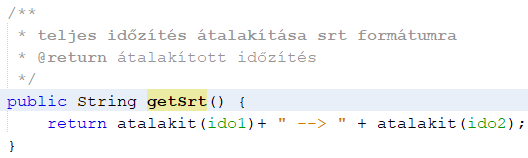 /**
 * teljes időzítés átalakítása srt formátumra
 * @return átalakított időzítés
 */
public String getSrt() {
    return atalakit(ido1)+ " --> " + atalakit(ido2);
}